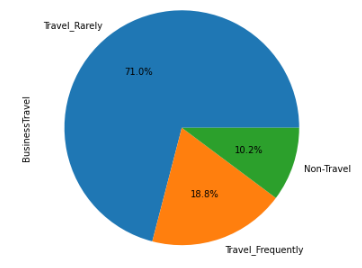 Travel_Rarely
71.0%
BusinessTravel
10.2%
Non-Travel
18.8%
Travel_Frequently